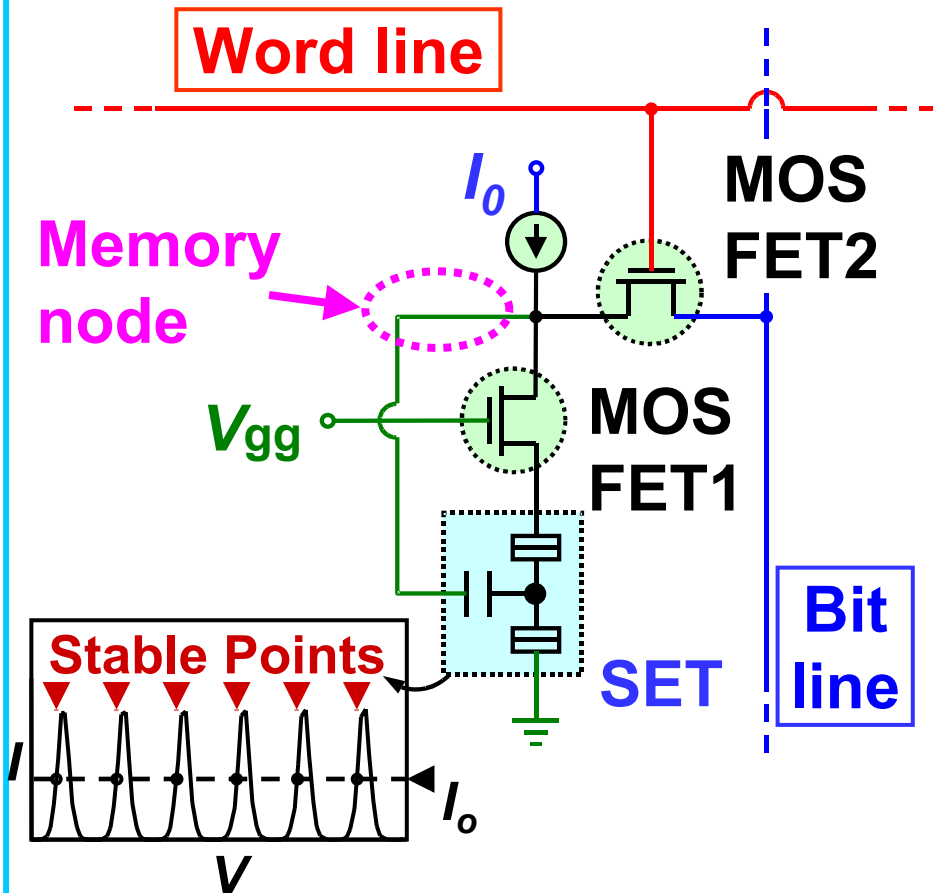 Word line
I0
MOS
FET2
Memory
node
Vgg
MOS
FET1
Bit
line
SET
Stable Points
I
Io
V